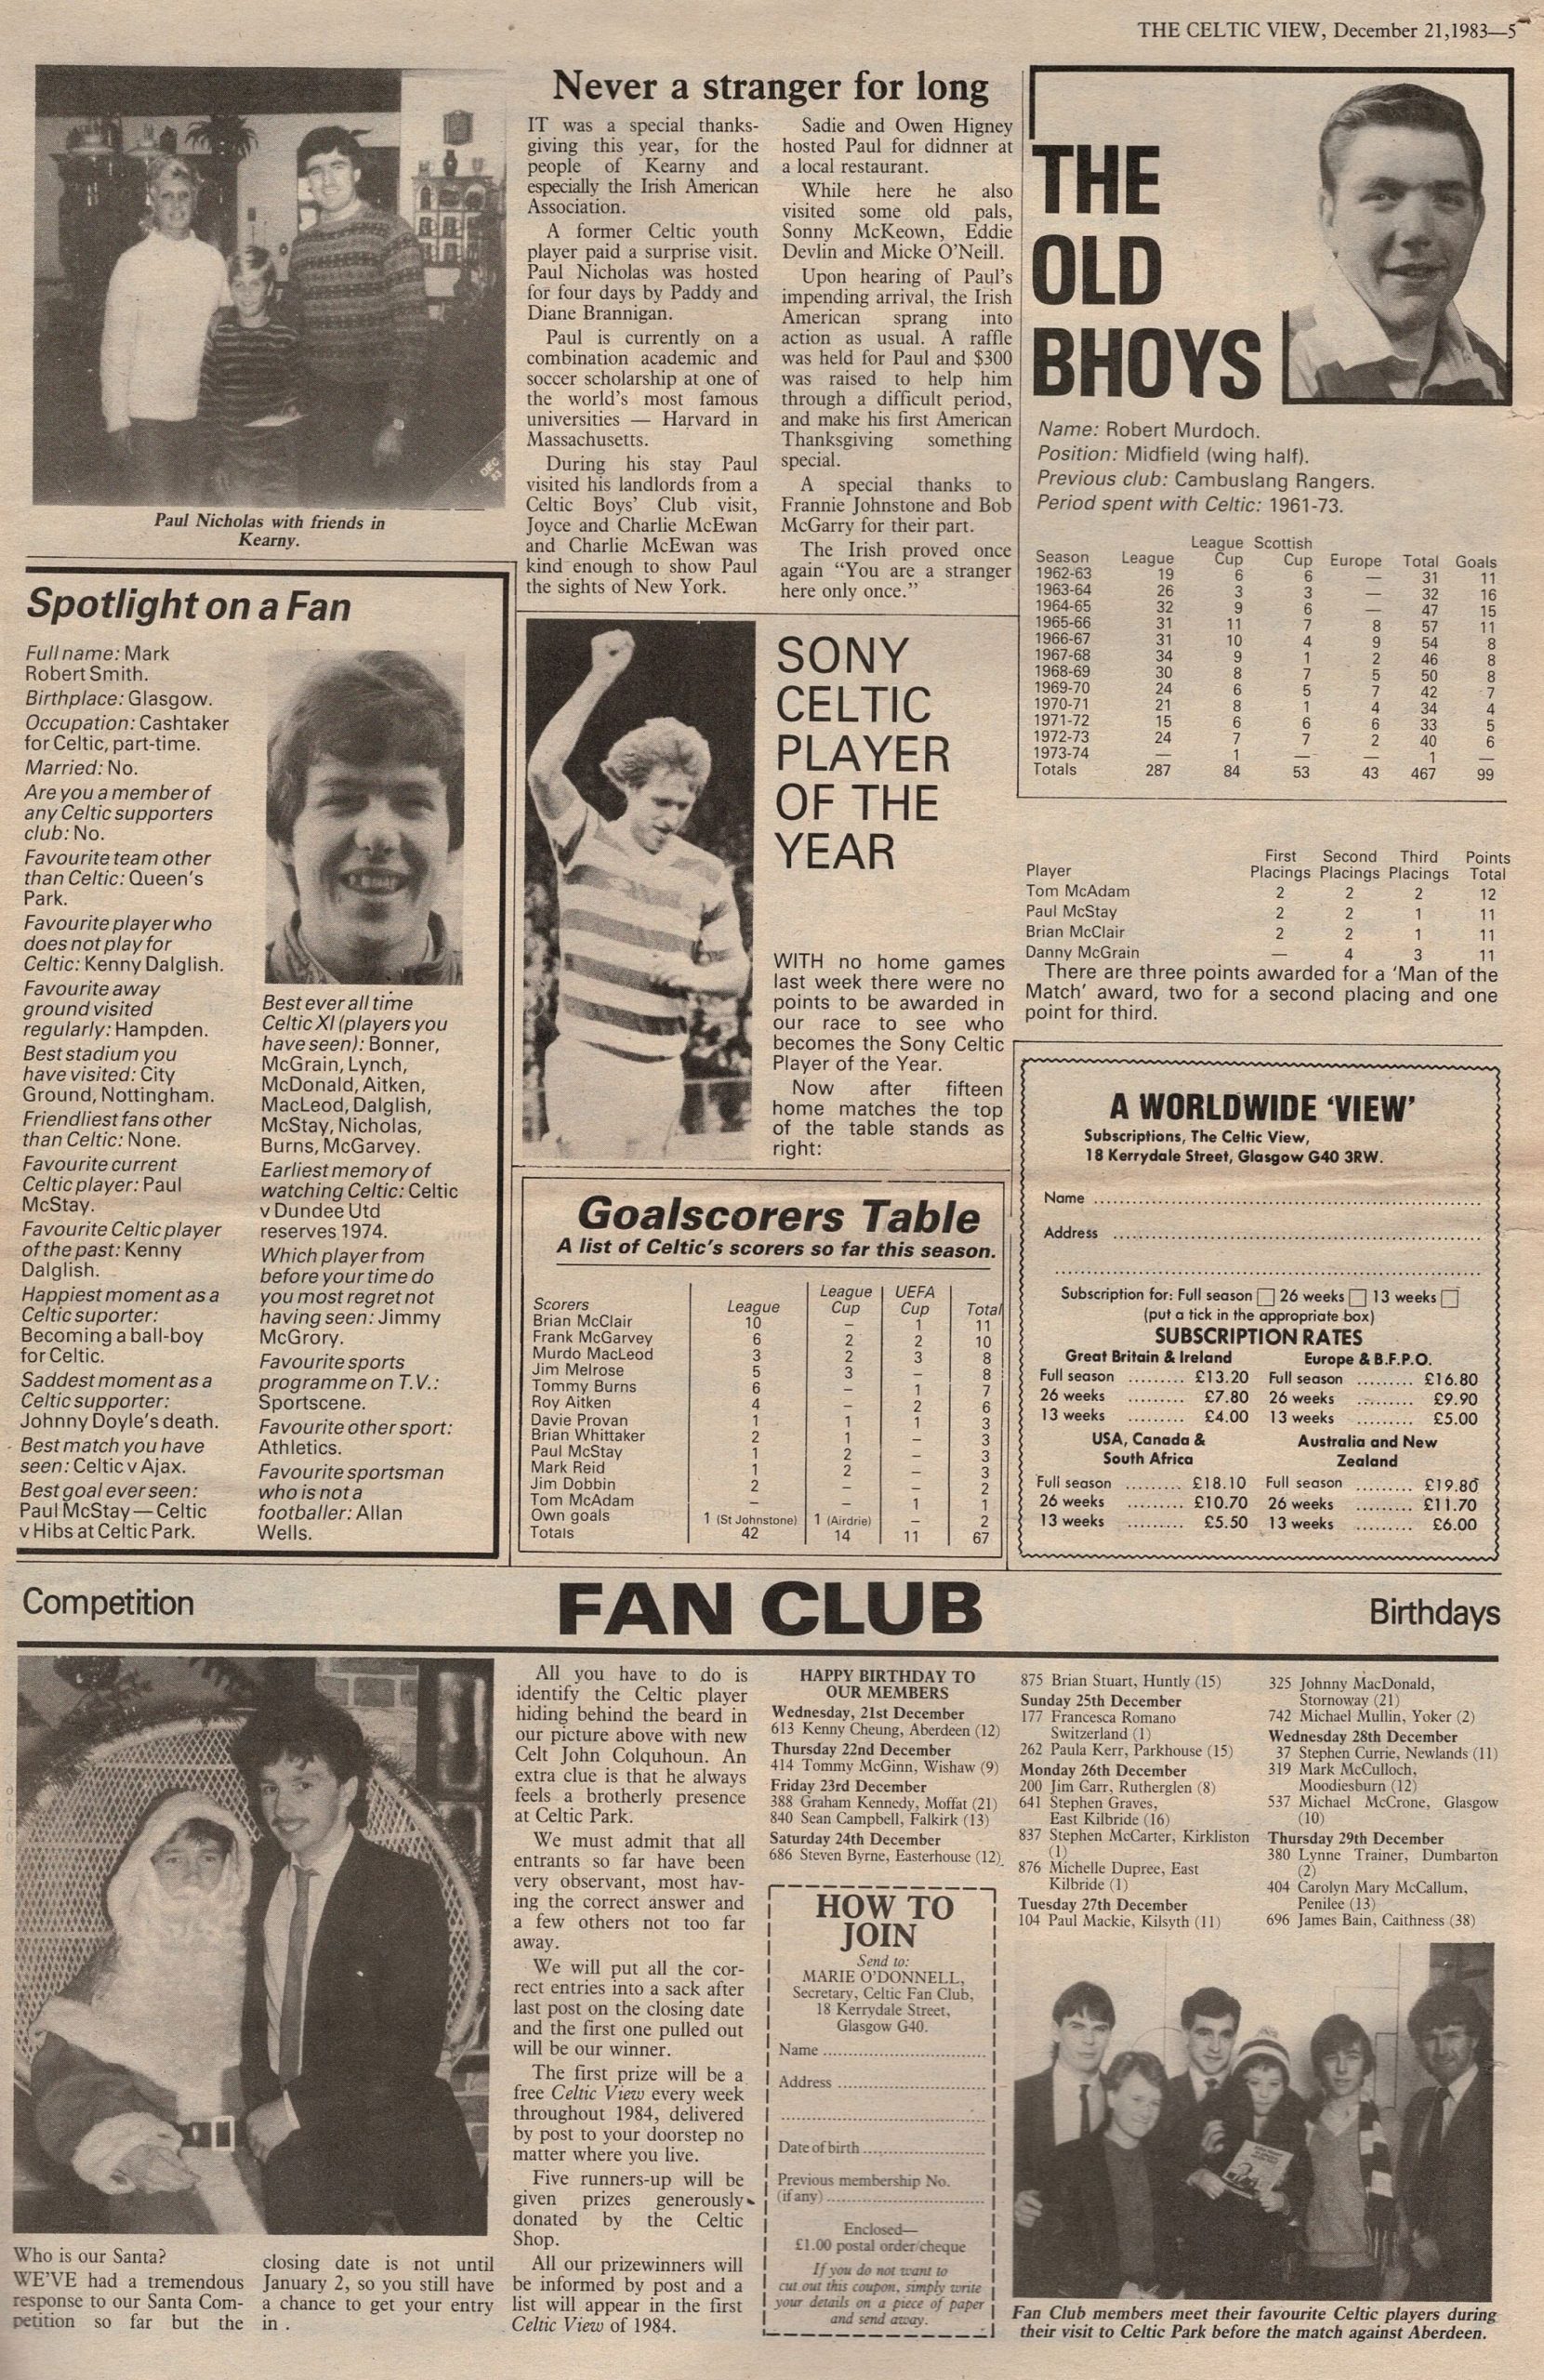 THE CELTIC VIEW, December 21,1983—5
Paul Nicholas with friends in
Kearny.
Never a stranger for long
IT was a special thanks-
giving this year, for the
people of Kearny and
especially the Irish American
Association.
A former Celtic youth
player paid a surprise visit.
Paul Nicholas was hosted
for four days by Paddy and
Diane Brannigan.
Paul is currently on a
combination academic and
soccer scholarship at one of
the world's most famous
universities — Harvard in
Massachusetts.
During his stay Paul
visited his landlords from a
Celtic Boys' Club visit,
Joyce and Charlie McEwan
and Charlie McEwan was
kind enough to show Paul
the sights of New York.
Sadie and Owen Higney
hosted Paul for didnner at
a local restaurant.
While here he also
visited some old pals,
Sonny McKeown, Eddie
Devlin and Micke O'Neill.
Upon hearing of Paul's
impending arrival, the Irish
American sprang into
action as usual. A raffle
was held for Paul and $300
was raised to help him
through a difficult period,
and make his first American
Thanksgiving something
special.
A special thanks to
Frannie Johnstone and Bob
McGarry for their part.
The Irish proved once
again “You are a stranger
here only once.”
THE
OLD
BHOYS
Name: Robert Murdoch.
Position: Midfield (wing half).
Previous club: Cambuslang Rangers.
Period spent with Celtic: 1961-73.
League Scottish
Season League Cup Cup Europe Total Goals
1962-63 19 6 6 — 31 11
1963-64 26 3 3 — 32 16
1964-65 32 9 6 — 47 15
1965-66 31 11 7 8 57 11
1966-67 31 10 4 9 54 8
1967-68 34 9 1 2 46 8
1968-69 30 8 7 5 50 8
1969-70 24 6 5 7 42 7
1970-71 21 8 1 4 34 4
1971-72 15 6 6 6 33 5
1972-73 24 7 7 2 40 6
1973-74 — 1 — — 1 —
Totals 287 84 53 43 467 99
Spotlight on a Fan
Full name: Mark
Robert Smith.
Birthplace: Glasgow.
Occupation: Cashtaker
for Celtic, part-time.
Married: No.
Are you a member of
any Celtic supporters
club: No.
Favourite team other
than Celtic: Queen's
Park.
Favourite player who
does not play for
Celtic: Kenny Dalglish.
Favourite away
ground visited
regularly: Hampden.
Best stadium you
have visited: City
Ground, Nottingham.
Friendliest fans other
than Celtic: None.
Favourite current
Celtic player: Paul
McStay.
Favourite Celtic player
of the past: Kenny
Dalglish.
Happiest moment as a
Celtic suporter:
Becoming a ball-boy
for Celtic.
Saddest moment as a
Celtic supporter:
Johnny Doyle's death.
Best match you have
seen: Celtic v Ajax.
Best goal ever seen:
Paul McStay — Celtic
v Hibs at Celtic Park.
Best ever all time
Celtic XI (players you
have seen): Bonner,
McGrain, Lynch,
McDonald, Aitken,
MacLeod, Dalglish,
McStay, Nicholas,
Burns, McGarvey.
Earliest memory of
watching Celtic: Celtic
v Dundee Utd
reserves 1974.
Which player from
before your time do
you most regret not
having seen: Jimmy
McGrory.
Favourite sports
programme on T.V.:
Sportscene.
Favourite other sport:
Athletics.
Favourite sportsman
who is not a
footballer: Allan
Wells.
SONY
CELTIC
PLAYER
OF THE
YEAR
WITH no home games
last week there were no
points to be awarded in
our race to see who
becomes the Sony Celtic
Player of the Year.
Now after fifteen
home matches the top
of the table stands as
right:
First Second Third Points
Player Placings Placings Placings Total
Tom McAdam 2 2 2 12
Paul McStay 2 2 1 11
Brian McClair 2 2 1 11
Danny McGrain — 4 3 11
There are three points awarded for a ‘Man of the
Match’ award, two for a second placing and one
point for third.
Goalscorers Table
A list of Celtic's scorers so far this season.
League UEFA
Scorers League Cup Cup Total
Brian McClair 10 – 1 11
Frank McGarvey 6 2 2 10
Murdo MacLeod 3 2 3 8
Jim Melrose 5 3 – 8
Tommy Burns 6 – 1 7
Roy Aitken 4 – 2 6
Davie Provan 1 1 1 3
Brian Whittaker 2 1 – 3
Paul McStay 1 2 – 3
Mark Reid 1 2 – 3
Jim Dobbin 2 – – 2
Tom McAdam – – 1 1
Own goals 1 (St Johnstone) 1 (Airdrie) – 2
Totals 42 14 11 67
A WORLDWIDE ‘VIEW’
Subscriptions, The Celtic View,
18 Kerrydale Street, Glasgow G40 3RW.
Name
Address
Subscription for: Full season 26 weeks 13 weeks
(put a tick in the appropriate box)
SUBSCRIPTION RATES
Great Britain & Ireland Europe & B.F.P.O.
Full season ......... £13.20 Full season ......... £16.80
26 weeks ......... £7.80 26 weeks ......... £9.90
13 weeks ......... £4.00 13 weeks ......... £5.00
USA, Canada & Australia and New
South Africa Zealand
Full season ......... £18.10 Full season ......... £19.80
26 weeks ......... £10.70 26 weeks ......... £11.70
13 weeks ......... £5.50 13 weeks ......... £6.00
Competition FAN CLUB Birthdays
Who is our Santa?
WE'VE had a tremendous
response to our Santa Com-
petition so far but the
closing date is not until
January 2, so you still have
a chance to get your entry
in .
All you have to do is
identify the Celtic player
hiding behind the beard in
our picture above with new
Celt John Colquhoun. An
extra clue is that he always
feels a brotherly presence
at Celtic Park.
We must admit that all
entrants so far have been
very observant, most hav-
ing the correct answer and
a few others not too far
away.
We will put all the cor-
rect entries into a sack after
last post on the closing date
and the first one pulled out
will be our winner.
The first prize will be a
free Celtic View every week
throughout 1984, delivered
by post to your doorstep no
matter where you live.
Five runners-up will be
given prizes generously
donated by the Celtic
Shop.
All our prizewinners will
be informed by post and a
list will appear in the first
Celtic View of 1984.
HAPPY BIRTHDAY TO
OUR MEMBERS
Wednesday, 21st December
613 Kenny Cheung, Aberdeen (12)
Thursday 22nd December
414 Tommy McGinn, Wishaw (9)
Friday 23rd December
388 Graham Kennedy, Moffat (21)
840 Sean Campbell, Falkirk (13)
Saturday 24th December
686 Steven Byrne, Easterhouse (12)
875 Brian Stuart, Huntly (15)
Sunday 25th December
177 Francesca Romano
Switzerland (1)
262 Paula Kerr, Parkhouse (15)
Monday 26th December
200 Jim Carr, Rutherglen (8)
641 Stephen Graves,
East Kilbride (16)
837 Stephen McCarter, Kirkliston
(1)
876 Michelle Dupree, East
Kilbride (1)
Tuesday 27th December
104 Paul Mackie, Kilsyth (11)
325 Johnny MacDonald,
Stornoway (21)
742 Michael Mullin, Yoker (2)
Wednesday 28th December
37 Stephen Currie, Newlands (11)
319 Mark McCulloch,
Moodiesburn (12)
537 Michael McCrone, Glasgow
(10)
Thursday 29th December
380 Lynne Trainer, Dumbarton
(2)
404 Carolyn Mary McCallum,
Penilee (13)
696 James Bain, Caithness (38)
HOW TO
JOIN
Send to:
MARIE O'DONNELL,
Secretary, Celtic Fan Club,
18 Kerrydale Street,
Glasgow G40.
Name
Address
Date of birth
Previous membership No.
(if any)
Enclosed—
£1.00 postal order/cheque
If you do not want to
cut out this coupon, simply write
your details on a piece of paper
and send away.
Fan Club members meet their favourite Celtic players during
their visit to Celtic Park before the match against Aberdeen.